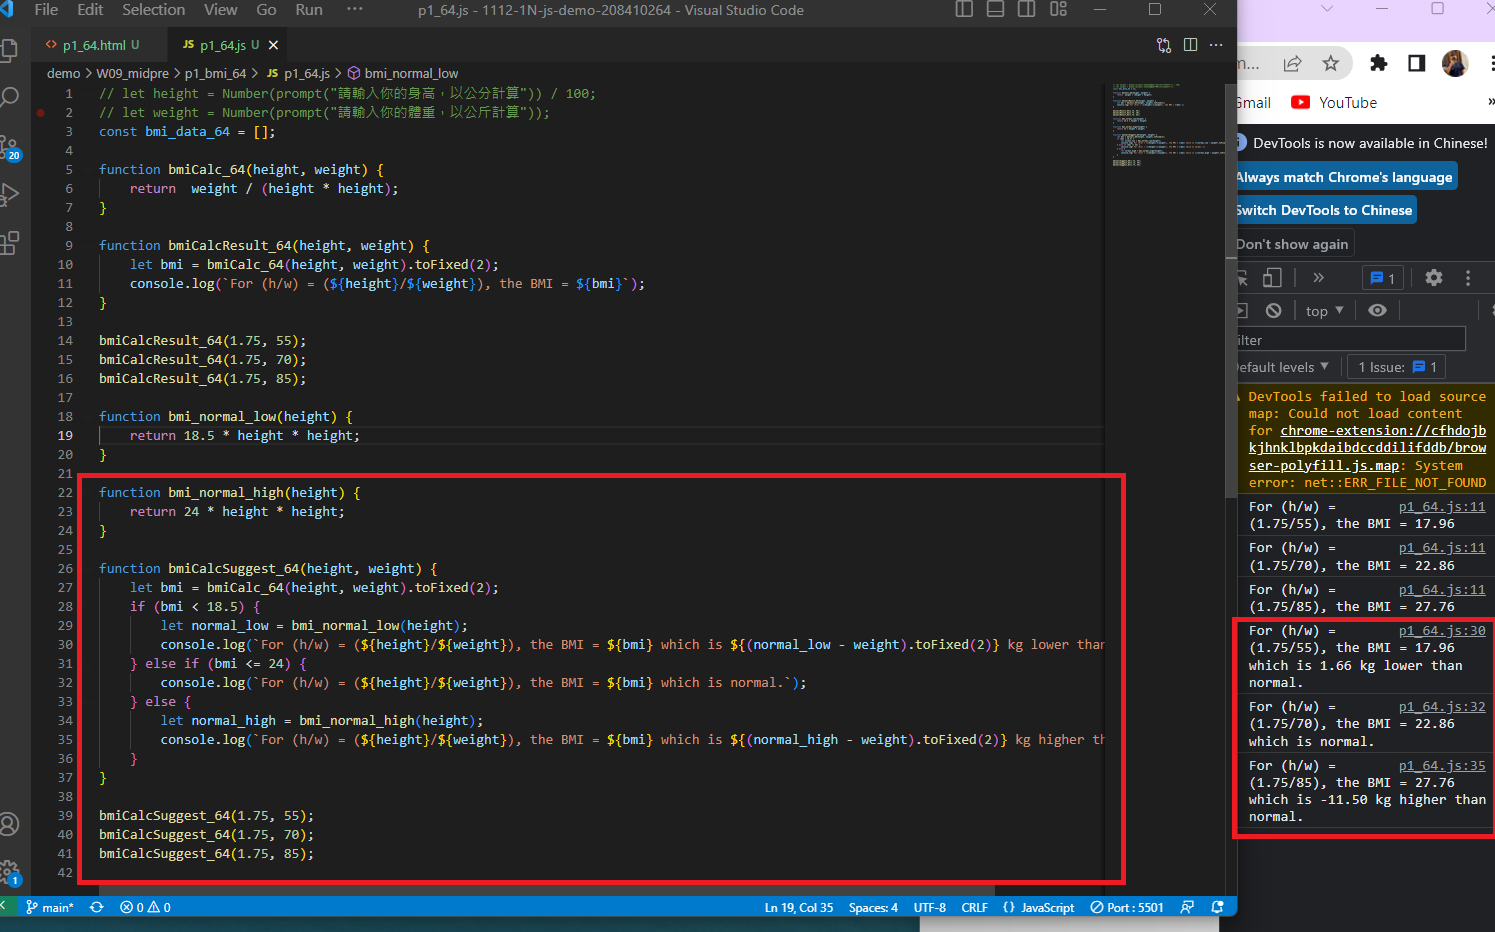 File Edit Selection View Go Run ··· p1_64.js - 1112-1N-js-demo-208410264 - Visual Studio Code
<> p1_64.html U JS p1_64.js U
demo > W09_midpre > p1_bmi_64 > JS p1_64.js > bmi_normal_low
1 // let height = Number(prompt("請輸入你的身高，以公分計算")) / 100;
2 // let weight = Number(prompt("請輸入你的體重，以公斤計算"));
3 const bmi_data_64 = [];
4
5 function bmiCalc_64(height, weight) {
6 return  weight / (height * height);
7 }
8
9 function bmiCalcResult_64(height, weight) {
10 let bmi = bmiCalc_64(height, weight).toFixed(2);
11 console.log(`For (h/w) = (${height}/${weight}), the BMI = ${bmi}`);
12 }
13
14 bmiCalcResult_64(1.75, 55);
15 bmiCalcResult_64(1.75, 70);
16 bmiCalcResult_64(1.75, 85);
17
18 function bmi_normal_low(height) {
19 return 18.5 * height * height;
20 }
21
22 function bmi_normal_high(height) {
23 return 24 * height * height;
24 }
25
26 function bmiCalcSuggest_64(height, weight) {
27 let bmi = bmiCalc_64(height, weight).toFixed(2);
28 if (bmi < 18.5) {
29 let normal_low = bmi_normal_low(height);
30 console.log(`For (h/w) = (${height}/${weight}), the BMI = ${bmi} which is ${(normal_low - weight).toFixed(2)} kg lower than
31 } else if (bmi <= 24) {
32 console.log(`For (h/w) = (${height}/${weight}), the BMI = ${bmi} which is normal.`);
33 } else {
34 let normal_high = bmi_normal_high(height);
35 console.log(`For (h/w) = (${height}/${weight}), the BMI = ${bmi} which is ${(normal_high - weight).toFixed(2)} kg higher th
36 }
37 }
38
39 bmiCalcSuggest_64(1.75, 55);
40 bmiCalcSuggest_64(1.75, 70);
41 bmiCalcSuggest_64(1.75, 85);
42
20
1
main* 0 0 Ln 19, Col 35 Spaces: 4 UTF-8 CRLF {} JavaScript Port : 5501
m...
Gmail YouTube »
DevTools is now available in Chinese!
Always match Chrome's language
Switch DevTools to Chinese
Don't show again
» 1
top ▼
ilter
efault levels ▼ 1 Issue: 1
DevTools failed to load source
map: Could not load content
for chrome-extension://cfhdojb
kjhnklbpkdaibdccddilifddb/brow
ser-polyfill.js.map: System
error: net::ERR_FILE_NOT_FOUND
For (h/w) = p1_64.js:11
(1.75/55), the BMI = 17.96
For (h/w) = p1_64.js:11
(1.75/70), the BMI = 22.86
For (h/w) = p1_64.js:11
(1.75/85), the BMI = 27.76
For (h/w) = p1_64.js:30
(1.75/55), the BMI = 17.96
which is 1.66 kg lower than
normal.
For (h/w) = p1_64.js:32
(1.75/70), the BMI = 22.86
which is normal.
For (h/w) = p1_64.js:35
(1.75/85), the BMI = 27.76
which is -11.50 kg higher than
normal.